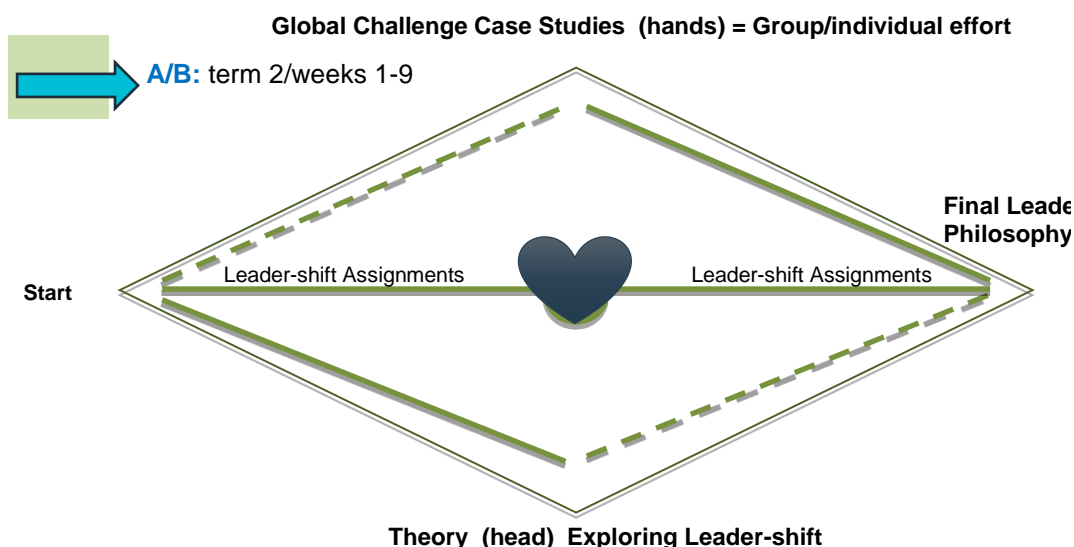 Global Challenge Case Studies (hands) = Group/individual effort
A/B: term 2/weeks 1-9
Final Leade
Philosophy
Leader-shift Assignments
Leader-shift Assignments
Start
Theory (head) Exploring Leader-shift